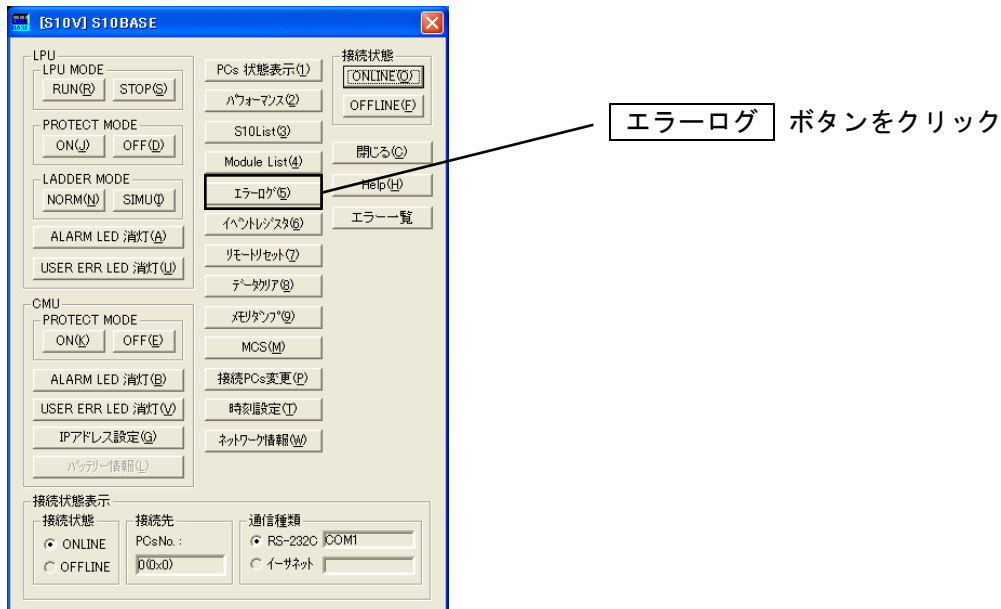 [S10V] S10BASE
LPU
LPU MODE
RUN(R)
STOP(S)
PROTECT MODE
ON(J)
OFF(D)
LADDER MODE
NORM(N)
SIMU(I)
ALARM LED 消灯(A)
USER ERR LED 消灯(U)
CMU
PROTECT MODE
ON(K)
OFF(E)
ALARM LED 消灯(B)
USER ERR LED 消灯(V)
IPアドレス設定(G)
バッテリー情報(L)
PCs 状態表示(1)
パフォーマンス(2)
S10List(3)
Module List(4)
エラーログ(5)
イベントレジスタ(6)
リモートリセット(7)
データクリア(8)
メモリダンプ(9)
MCS(M)
接続PCs変更(P)
時刻設定(T)
ネットワーク情報(W)
接続状態
ONLINE(O)
OFFLINE(F)
閉じる(C)
Help(H)
エラー一覧
接続状態表示
接続状態
ONLINE
OFFLINE
接続先
PCsNo. :
0(0x0)
通信種類
RS-232C COM1
イーサネット
エラーログ ボタンをクリック